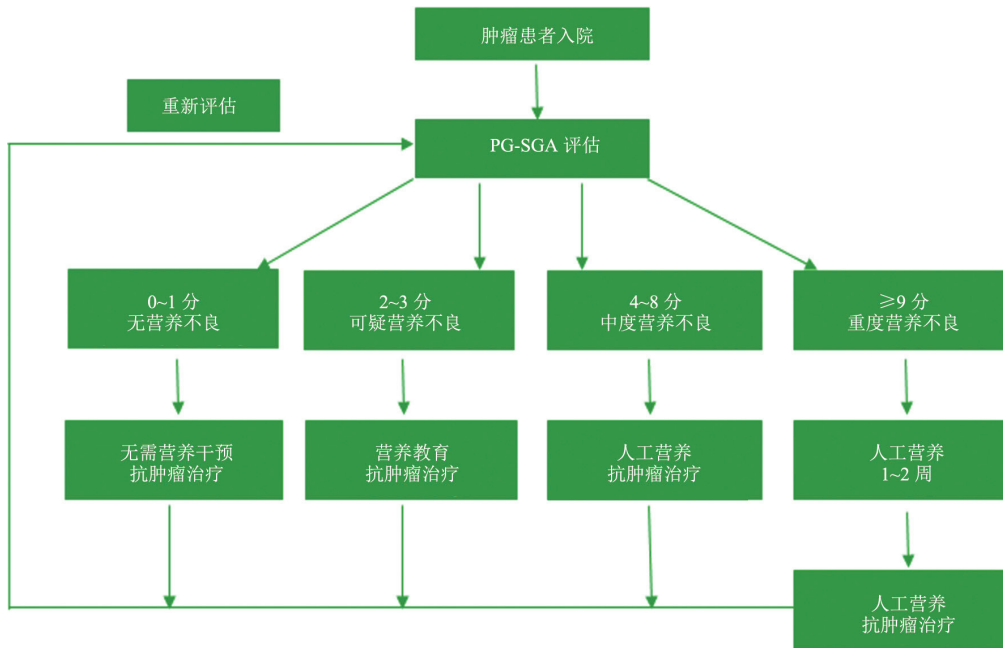 肿瘤患者入院
重新评估
PG-SGA 评估
0~1 分
无营养不良
2~3 分
可疑营养不良
4~8 分
中度营养不良
≥9 分
重度营养不良
无需营养干预
抗肿瘤治疗
营养教育
抗肿瘤治疗
人工营养
抗肿瘤治疗
人工营养
1~2 周
人工营养
抗肿瘤治疗